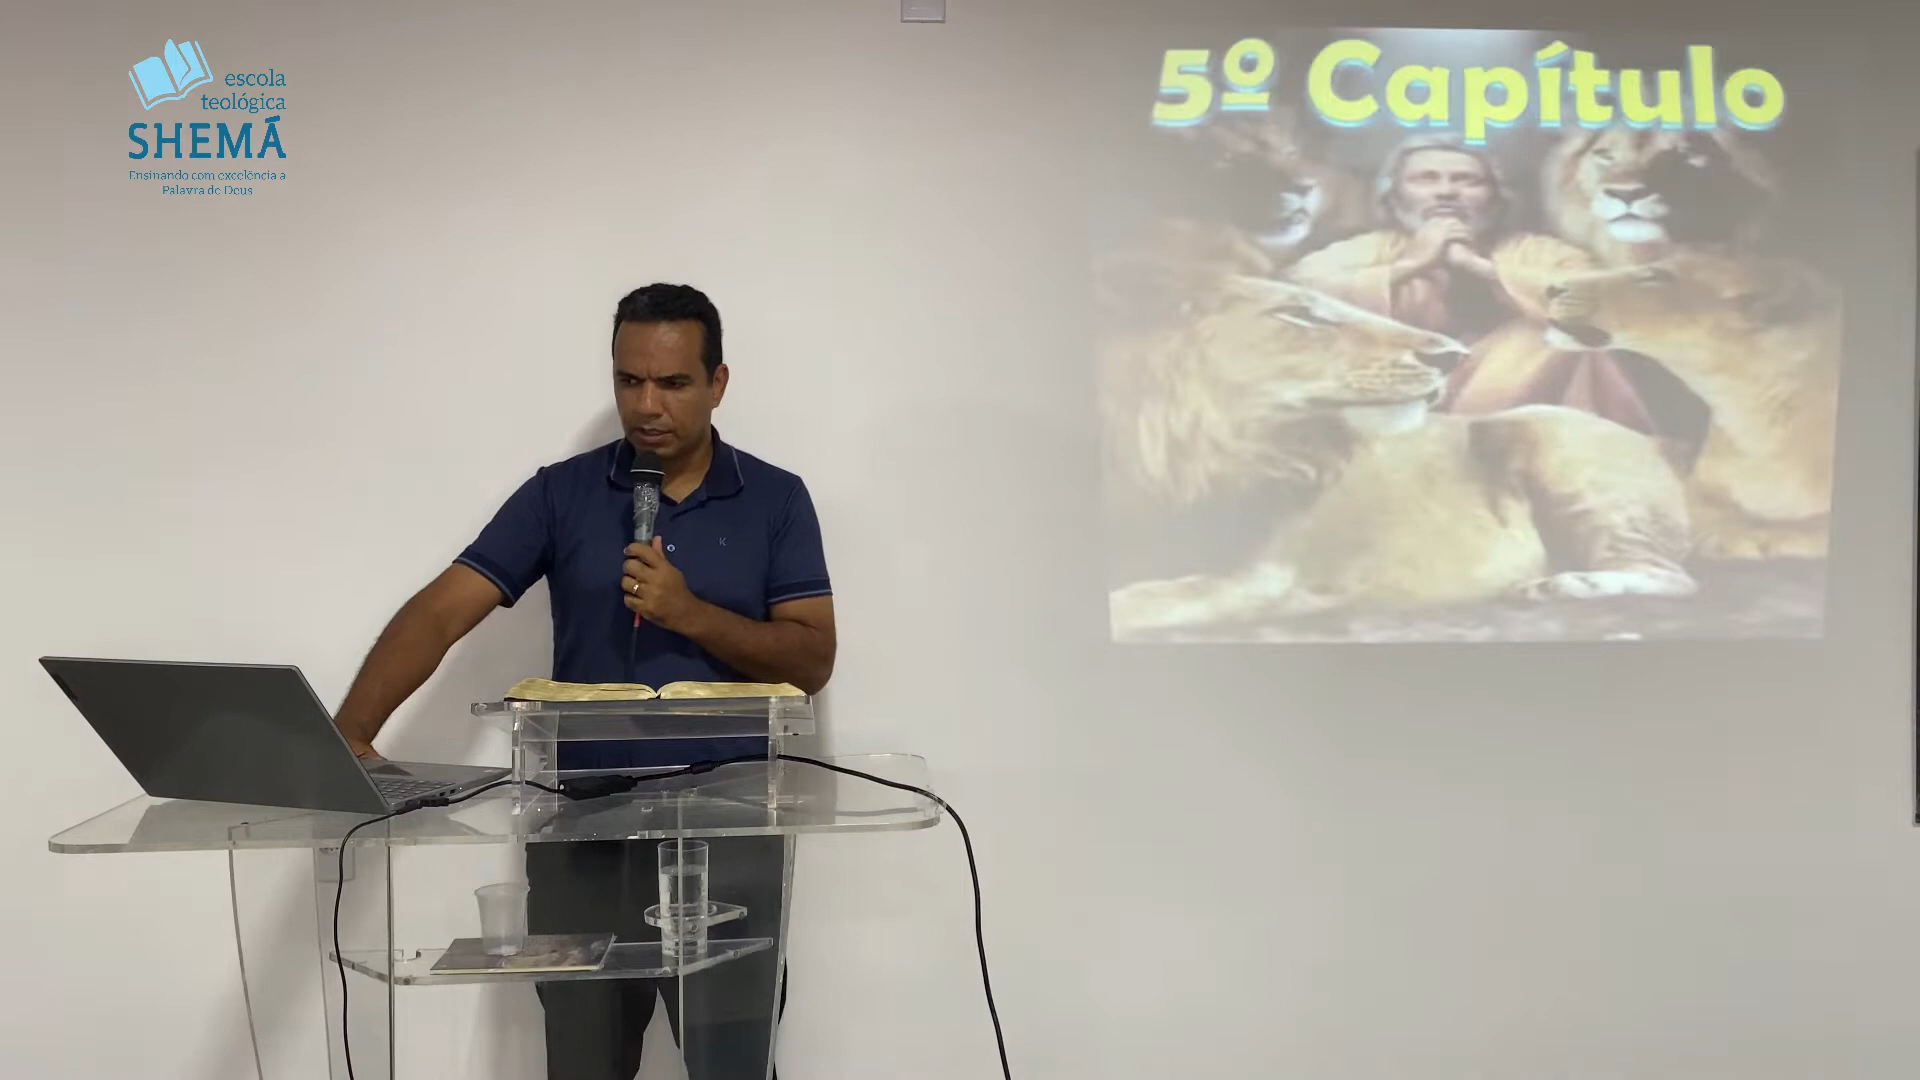 escola
teológica
SHEMÁ
Ensinando com excelência a
Palavra de Deus
5º Capítulo
K